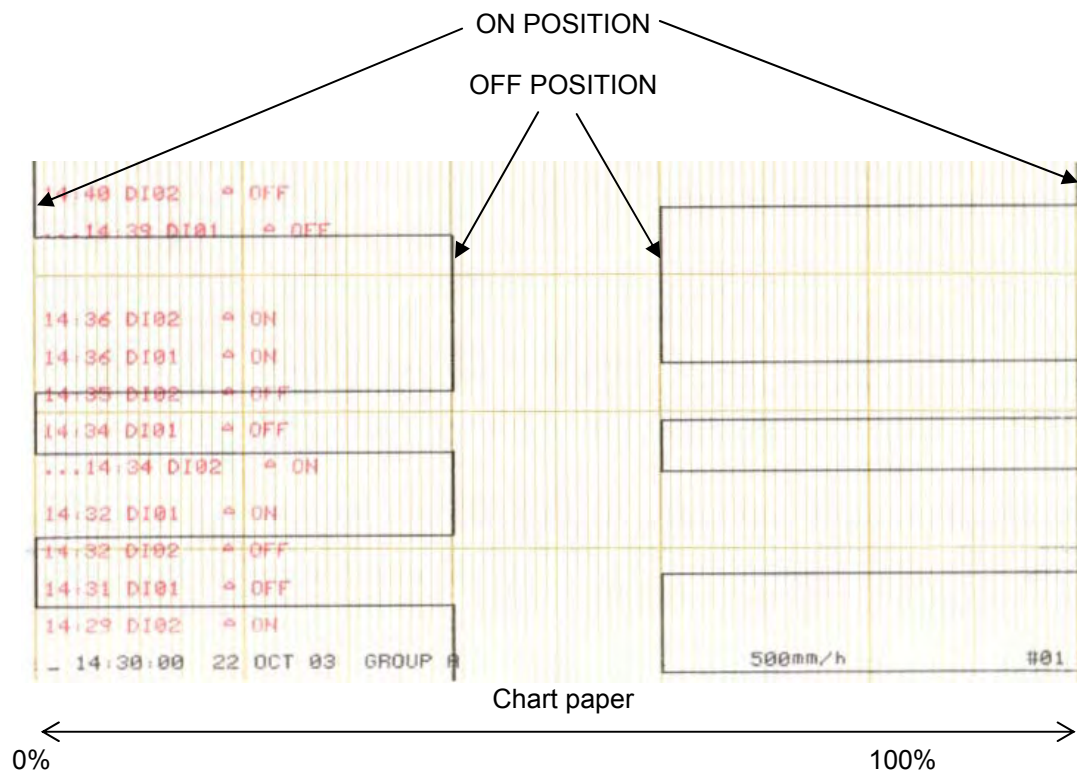 ON POSITION
OFF POSITION
14:40 DI02 OFF
...14:39 DI01 OFF
14:36 DI02 ON
14:36 DI01 ON
14:35 DI02 OFF
14:34 DI01 OFF
...14:34 DI02 ON
14:32 DI01 ON
14:32 DI02 OFF
14:31 DI01 OFF
14:29 DI02 ON
_ 14:30:00 22 OCT 03 GROUP A 500mm/h #01
Chart paper
0% 100%